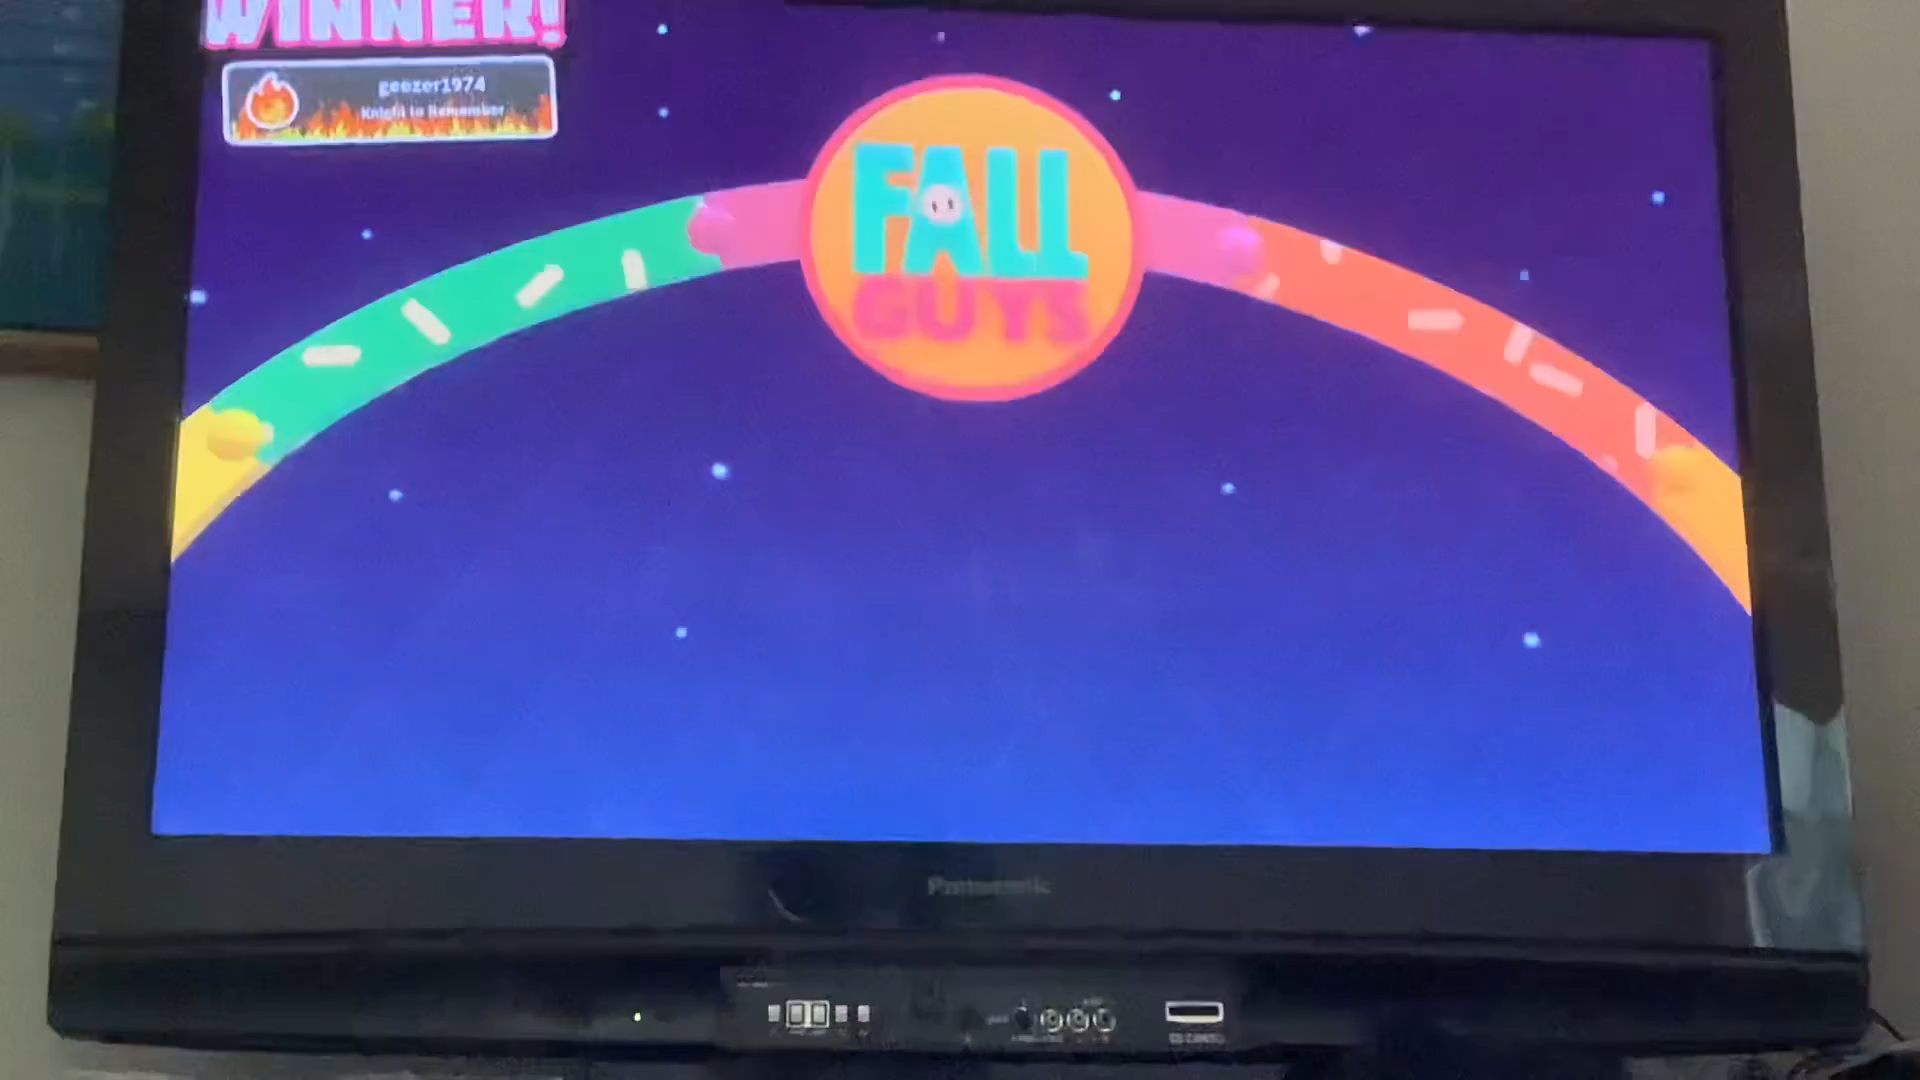 WINNER!
geezer1974
Knight to Remember
FALL
GUYS
Panasonic